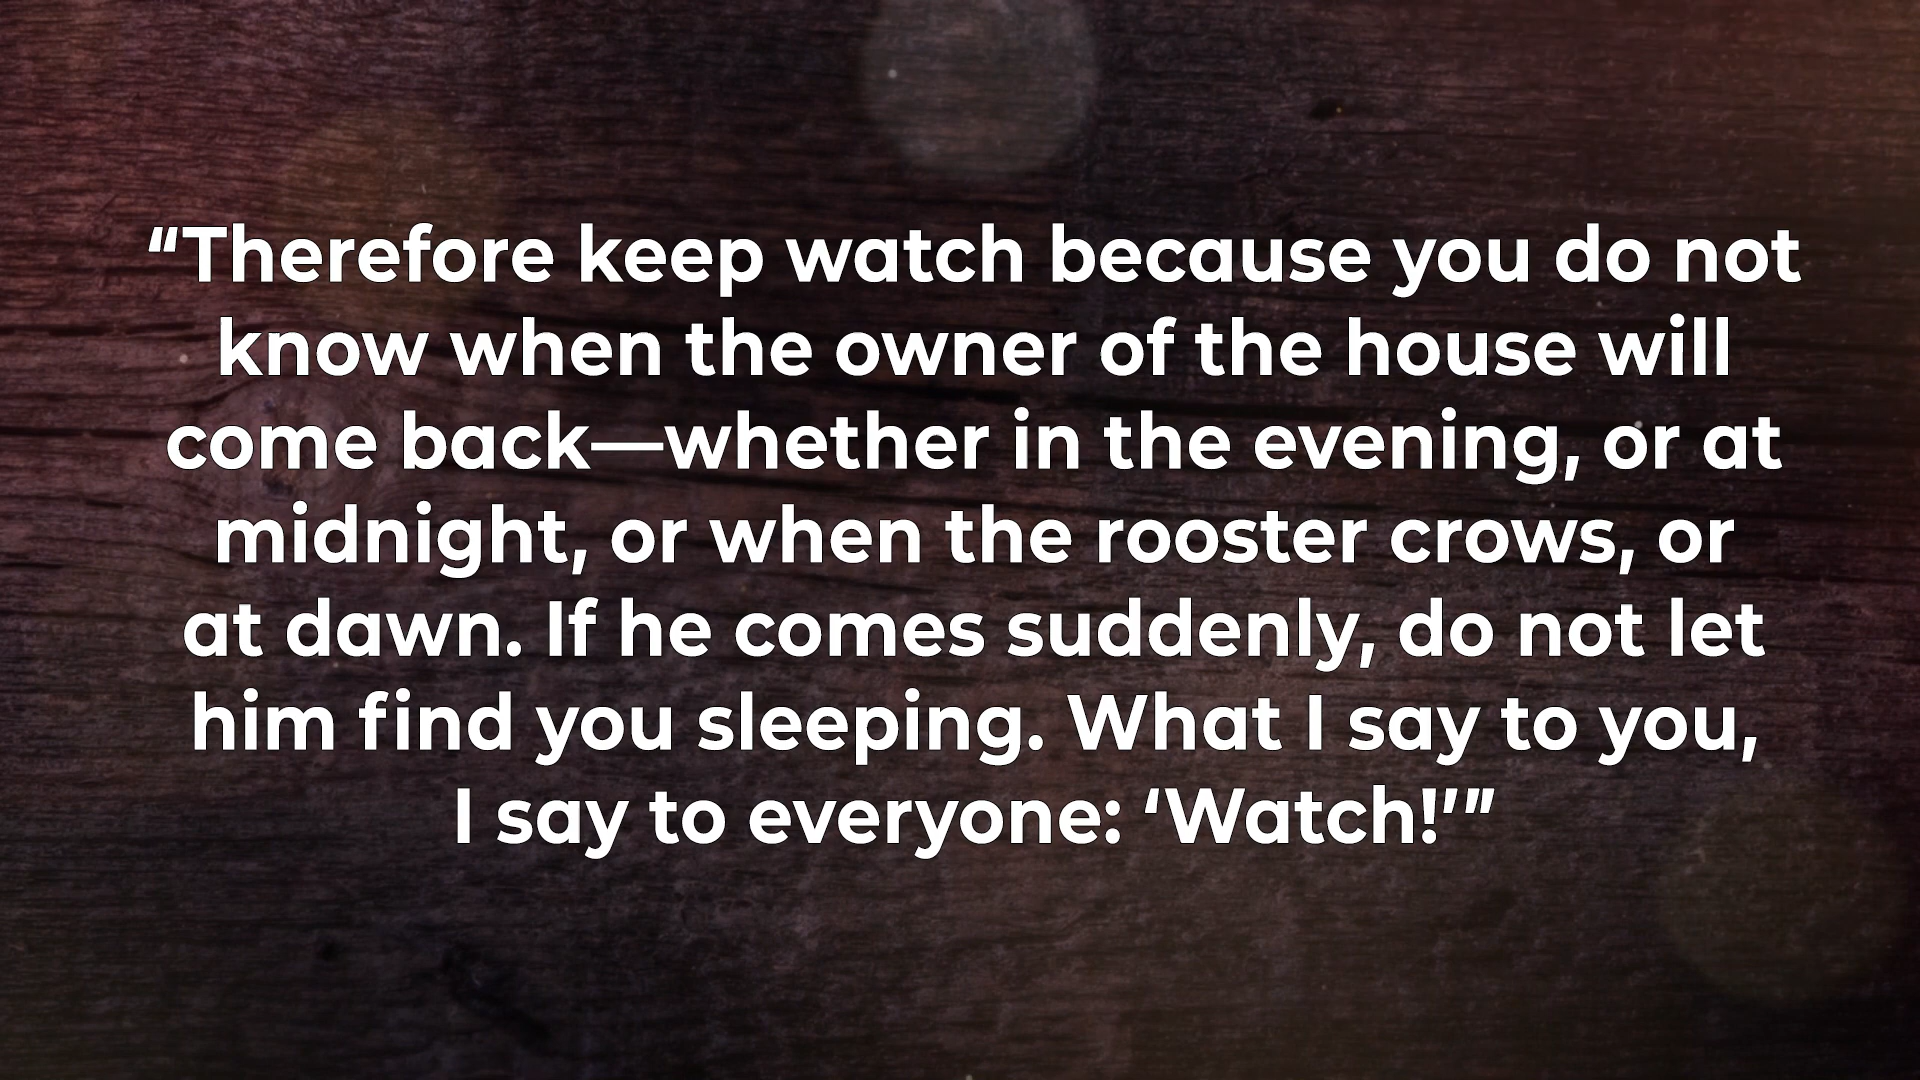 “Therefore keep watch because you do not
know when the owner of the house will
come back—whether in the evening, or at
midnight, or when the rooster crows, or
at dawn. If he comes suddenly, do not let
him find you sleeping. What I say to you,
I say to everyone: ‘Watch!’”